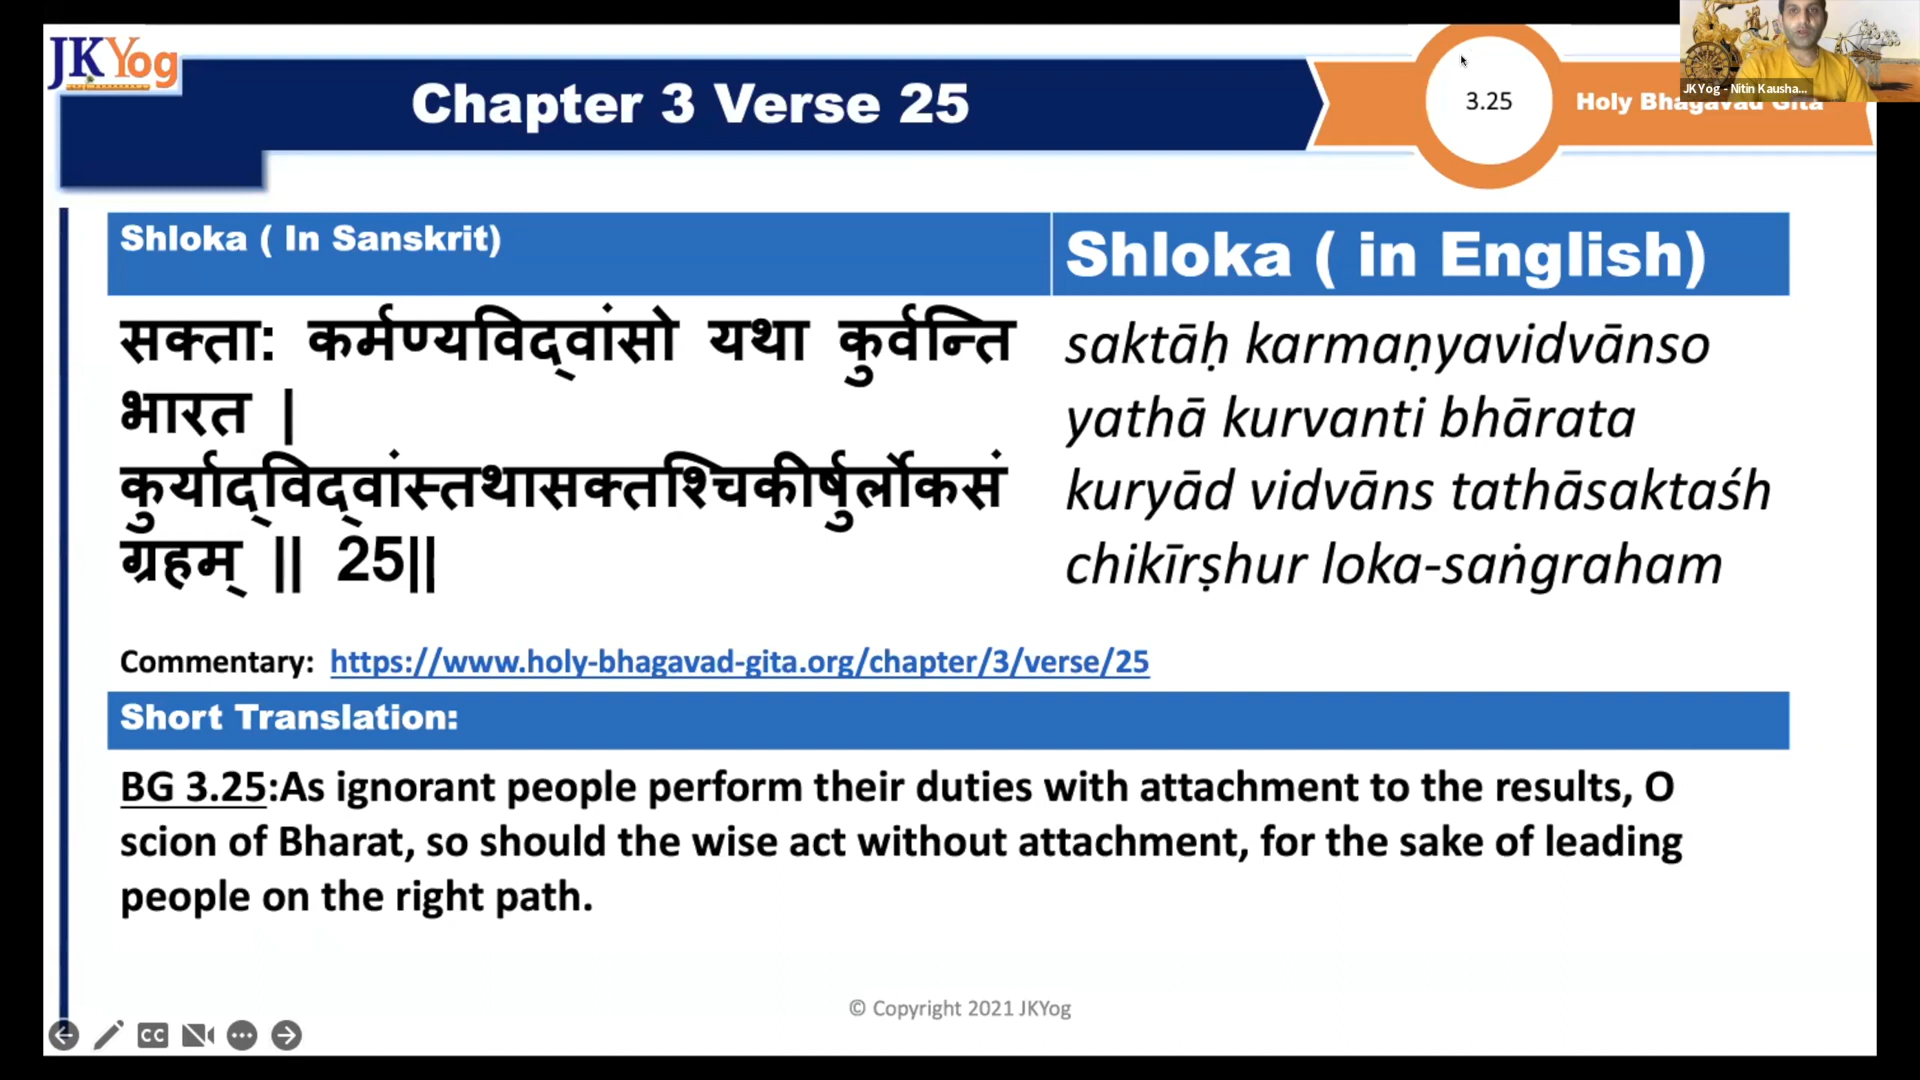 JKYog
Chapter 3 Verse 25
3.25
Holy Bhagavad Gita
JKYog - Nitin Kausha...
Shloka ( In Sanskrit)
सक्ता: कर्मण्यविद्वांसो यथा कुर्वन्ति
भारत |
कुर्याद्विद्वांस्तथासक्तश्चिकीर्षुर्लोकसं
ग्रहम् || 25||
Shloka ( in English)
saktāḥ karmaṇyavidvānso
yathā kurvanti bhārata
kuryād vidvāns tathāsaktaśh
chikīrṣhur loka-saṅgraham
Commentary: https://www.holy-bhagavad-gita.org/chapter/3/verse/25
Short Translation:
BG 3.25:As ignorant people perform their duties with attachment to the results, O
scion of Bharat, so should the wise act without attachment, for the sake of leading
people on the right path.
© Copyright 2021 JKYog
CC